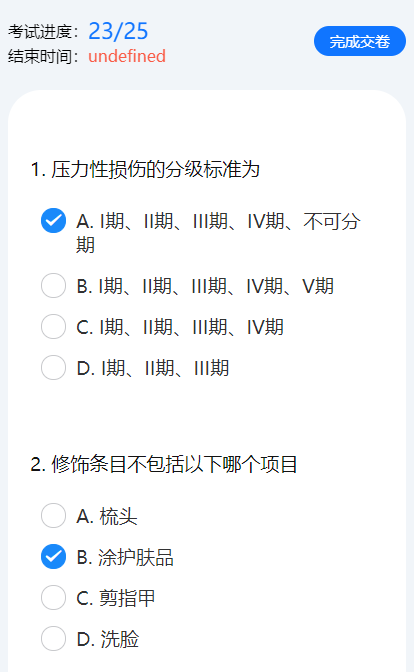 考试进度：23/25
完成交卷
结束时间：undefined
1. 压力性损伤的分级标准为
A. I期、II期、III期、IV期、不可分
期
B. I期、II期、III期、IV期、V期
C. I期、II期、III期、IV期
D. I期、II期、III期
2. 修饰条目不包括以下哪个项目
A. 梳头
B. 涂护肤品
C. 剪指甲
D. 洗脸